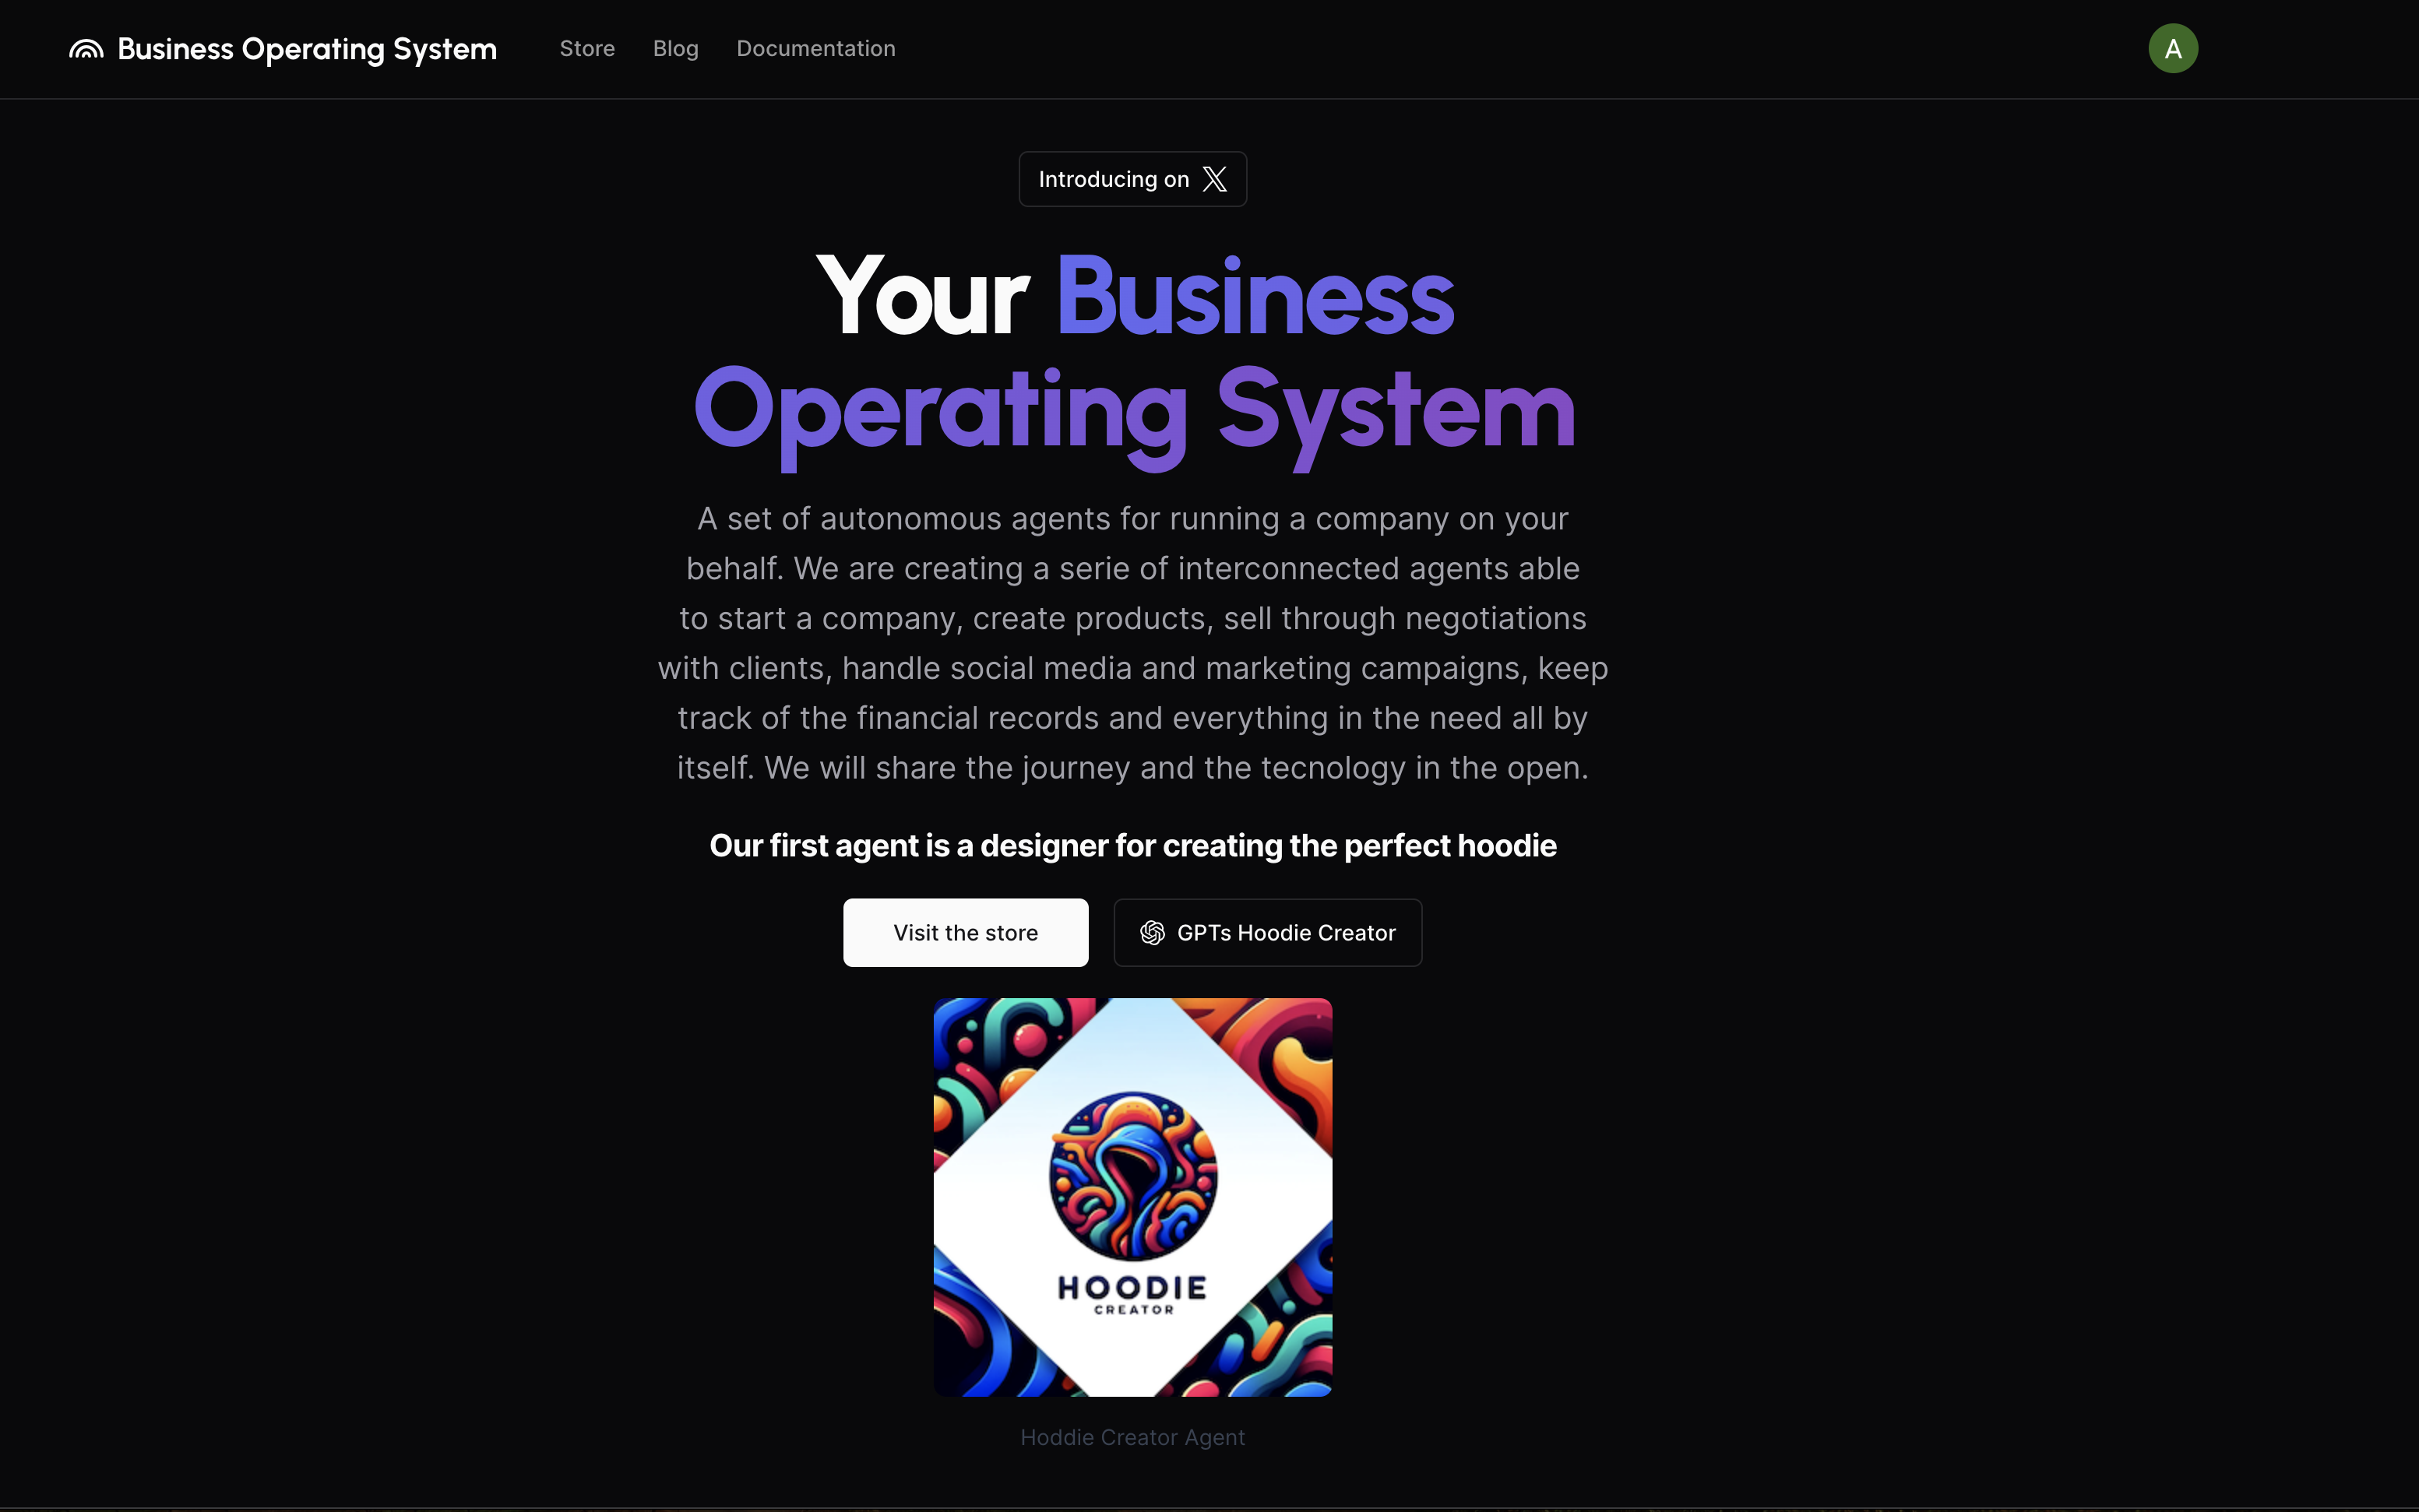 Business Operating System
Store
Blog
Documentation
A
Introducing on X
Your Business
Operating System
A set of autonomous agents for running a company on your
behalf. We are creating a serie of interconnected agents able
to start a company, create products, sell through negotiations
with clients, handle social media and marketing campaigns, keep
track of the financial records and everything in the need all by
itself. We will share the journey and the tecnology in the open.
Our first agent is a designer for creating the perfect hoodie
Visit the store
GPTs Hoodie Creator
HOODIE
CREATOR
Hoddie Creator Agent